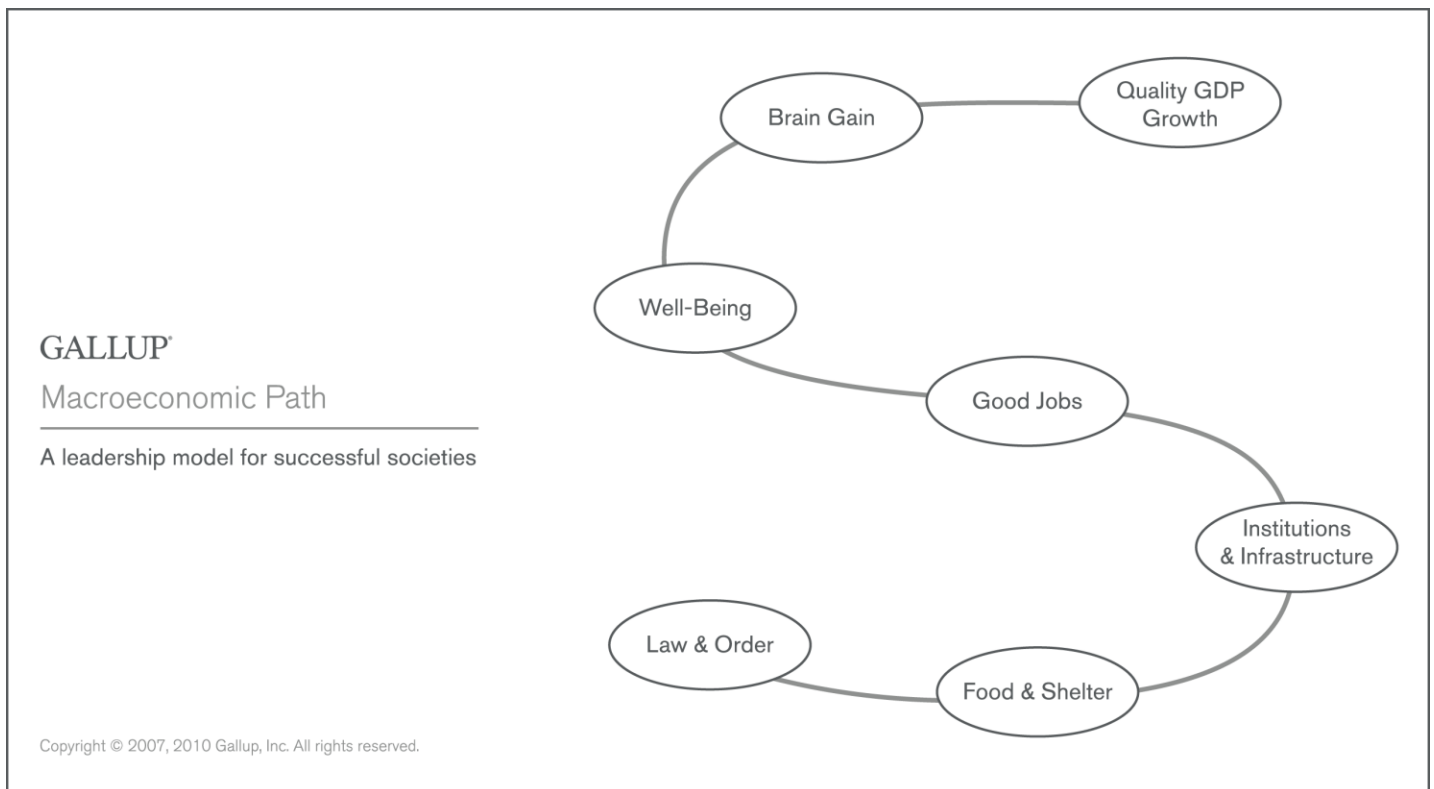 GALLUP®
Macroeconomic Path
A leadership model for successful societies
Brain Gain
Quality GDP
Growth
Well-Being
Good Jobs
Institutions
& Infrastructure
Law & Order
Food & Shelter
Copyright © 2007, 2010 Gallup, Inc. All rights reserved.